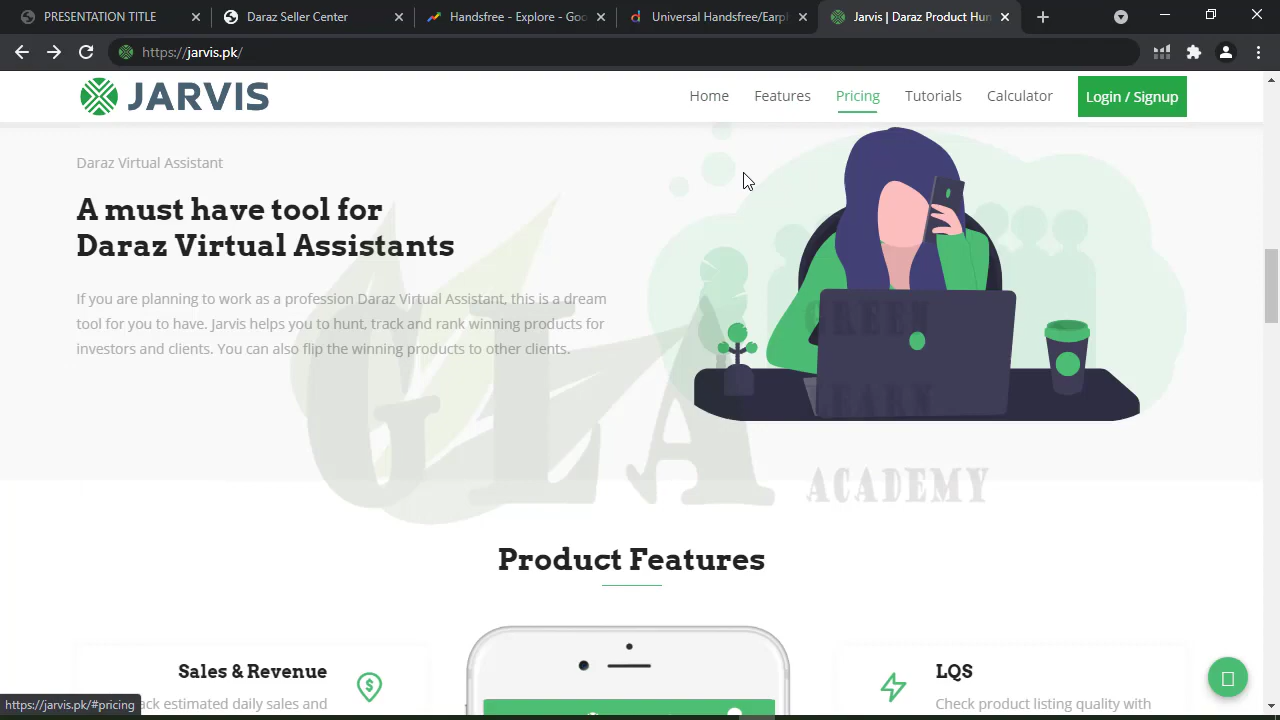 PRESENTATION TITLE
Daraz Seller Center
Handsfree - Explore - Goo
Universal Handsfree/Earp
Jarvis | Daraz Product Hun
https://jarvis.pk/
JARVIS
Home
Features
Pricing
Tutorials
Calculator
Login / Signup
Daraz Virtual Assistant
A must have tool for
Daraz Virtual Assistants
If you are planning to work as a profession Daraz Virtual Assistant, this is a dream
tool for you to have. Jarvis helps you to hunt, track and rank winning products for
investors and clients. You can also flip the winning products to other clients.
GLA
GREEN
LEARN
ACADEMY
Product Features
Sales & Revenue
ack estimated daily sales and
LQS
Check product listing quality with
https://jarvis.pk/#pricing